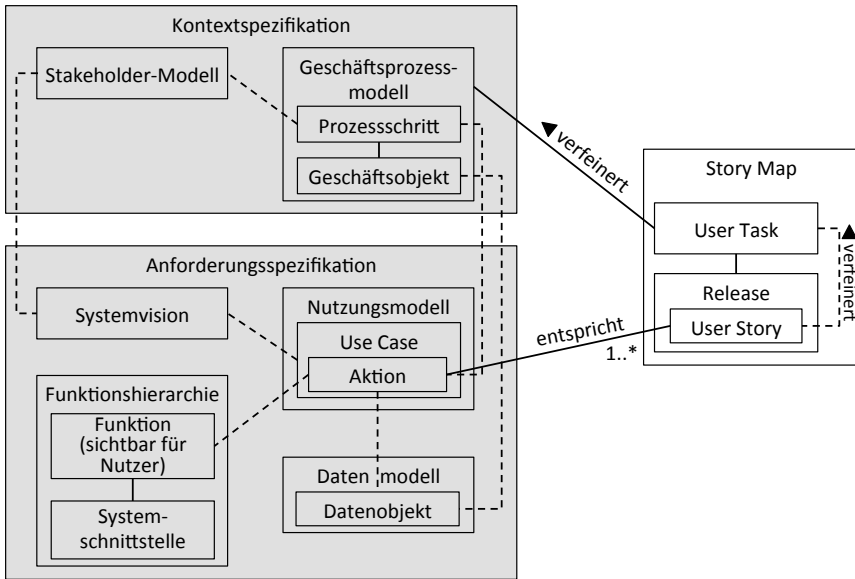 Kontextspezifikation
Stakeholder-Modell
Geschäftsprozess-
modell
Prozessschritt
Geschäftsobjekt
verfeinert
Story Map
User Task
Release
User Story
verfeinert
entspricht
1..*
Anforderungsspezifikation
Systemvision
Nutzungsmodell
Use Case
Aktion
Funktionshierarchie
Funktion
(sichtbar für
Nutzer)
System-
schnittstelle
Daten modell
Datenobjekt